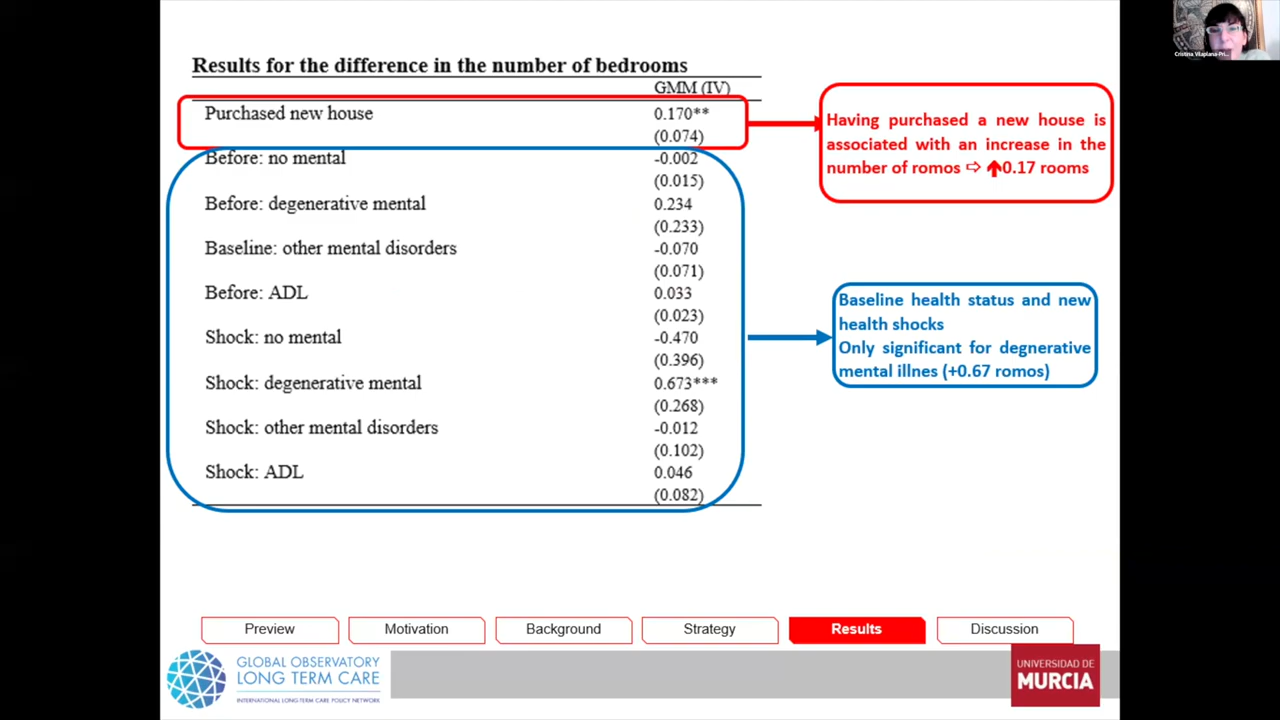 Cristina Vilaplana-Pri...
Results for the difference in the number of bedrooms
GMM (IV)
Purchased new house 0.170**
(0.074)
Before: no mental -0.002
(0.015)
Before: degenerative mental 0.234
(0.233)
Baseline: other mental disorders -0.070
(0.071)
Before: ADL 0.033
(0.023)
Shock: no mental -0.470
(0.396)
Shock: degenerative mental 0.673***
(0.268)
Shock: other mental disorders -0.012
(0.102)
Shock: ADL 0.046
(0.082)
Having purchased a new house is
associated with an increase in the
number of romos ⇨ ⬆0.17 rooms
Baseline health status and new
health shocks
Only significant for degnerative
mental illnes (+0.67 romos)
Preview Motivation Background Strategy Results Discussion
GLOBAL OBSERVATORY
LONG TERM CARE
INTERNATIONAL LONG-TERM CARE POLICY NETWORK
UNIVERSIDAD DE
MURCIA